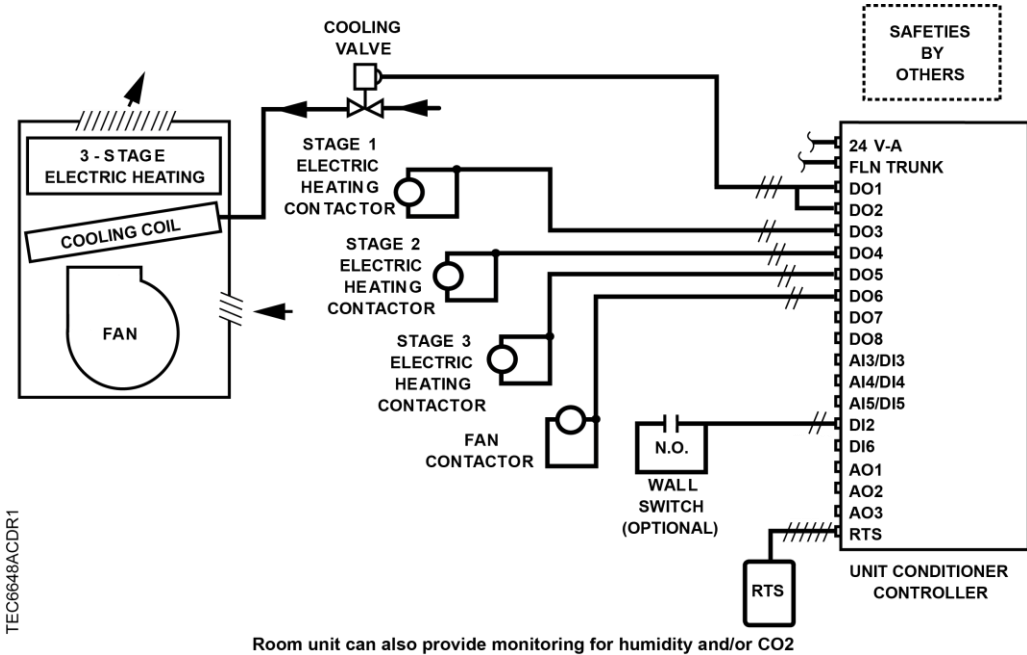 COOLING
VALVE
SAFETIES
BY
OTHERS
3 - STAGE
ELECTRIC HEATING
COOLING COIL
FAN
STAGE 1
ELECTRIC
HEATING
CONTACTOR
STAGE 2
ELECTRIC
HEATING
CONTACTOR
STAGE 3
ELECTRIC
HEATING
CONTACTOR
FAN
CONTACTOR
N.O.
WALL
SWITCH
(OPTIONAL)
RTS
24 V-A
FLN TRUNK
DO1
DO2
DO3
DO4
DO5
DO6
DO7
DO8
AI3/DI3
AI4/DI4
AI5/DI5
DI2
DI6
AO1
AO2
AO3
RTS
UNIT CONDITIONER
CONTROLLER
TEC6648ACDR1
Room unit can also provide monitoring for humidity and/or CO2